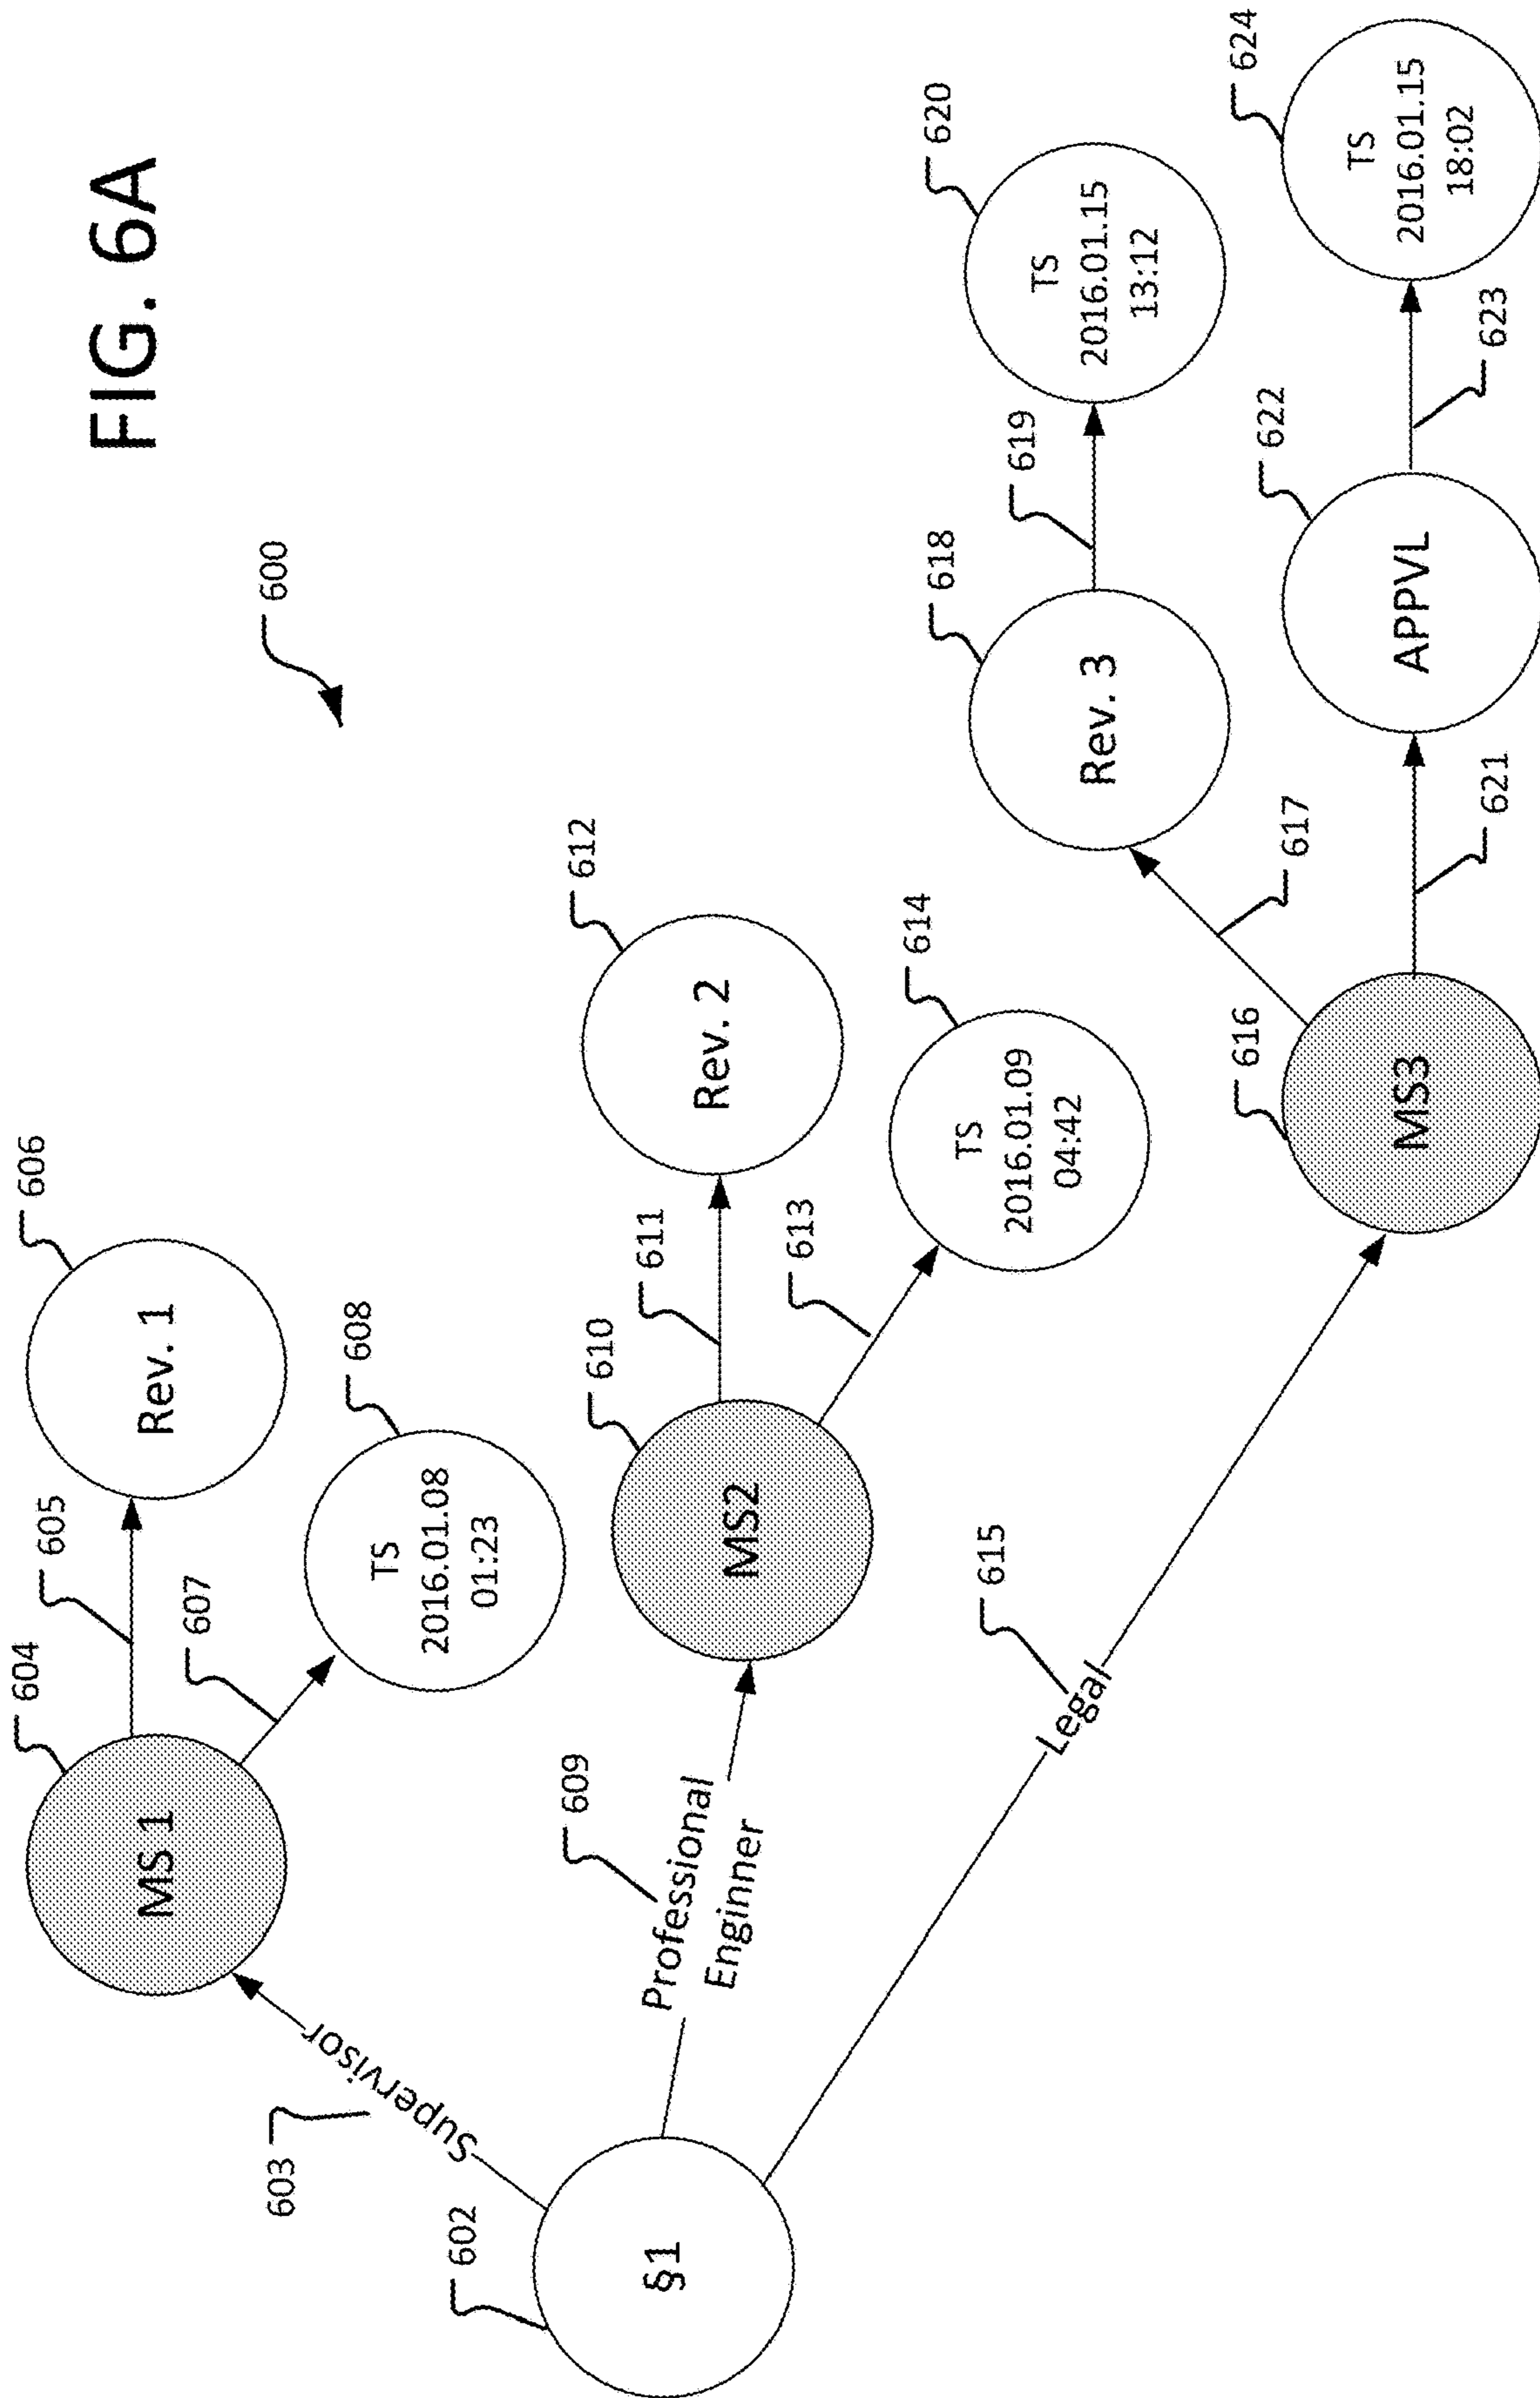 FIG. 6A
600
602
§1
603
Supervisor
604
MS 1
605
606
Rev. 1
607
608
TS
2016.01.08
01:23
609
Professional
Enginner
610
MS2
611
612
Rev. 2
613
614
TS
2016.01.09
04:42
615
Legal
616
MS3
617
618
Rev. 3
619
620
TS
2016.01.15
13:12
621
622
APPVL
623
624
TS
2016.01.15
18:02